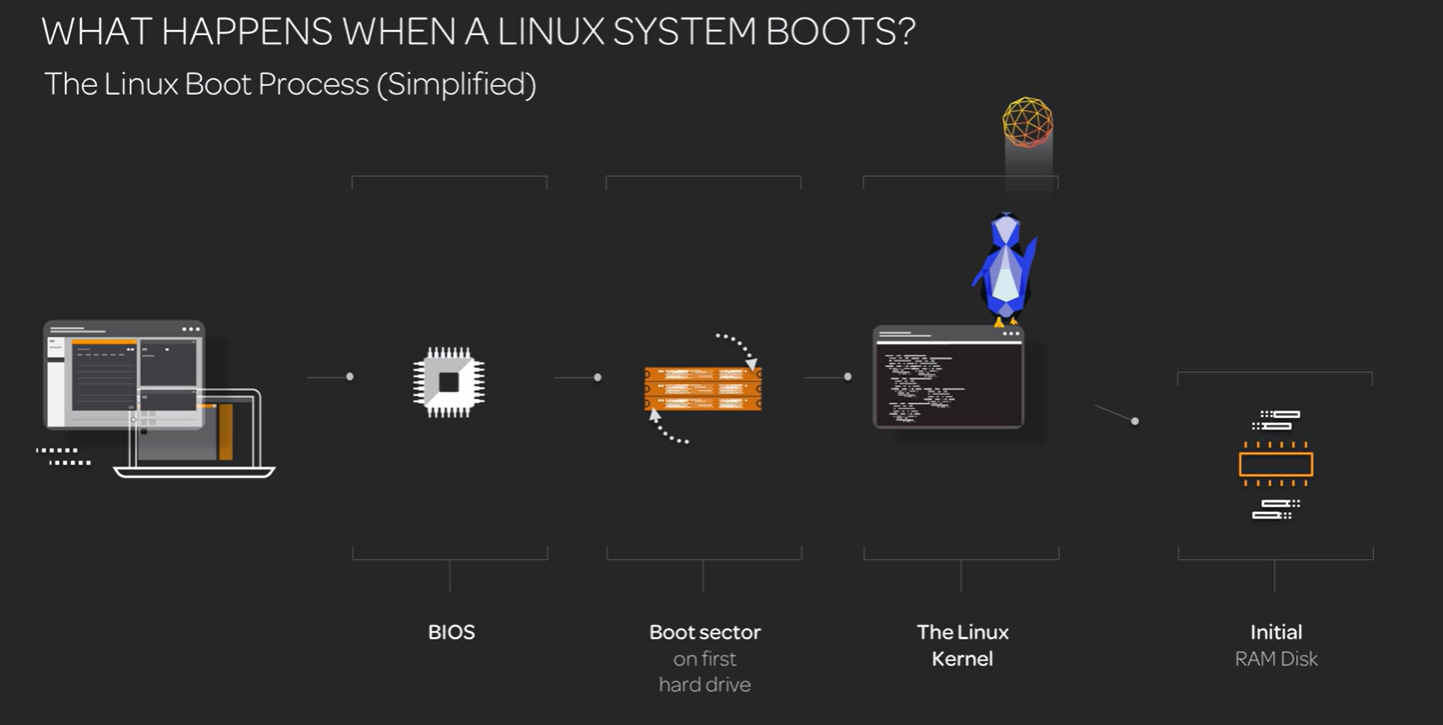 WHAT HAPPENS WHEN A LINUX SYSTEM BOOTS?
The Linux Boot Process (Simplified)
BIOS
Boot sector
on first
hard drive
The Linux
Kernel
Initial
RAM Disk